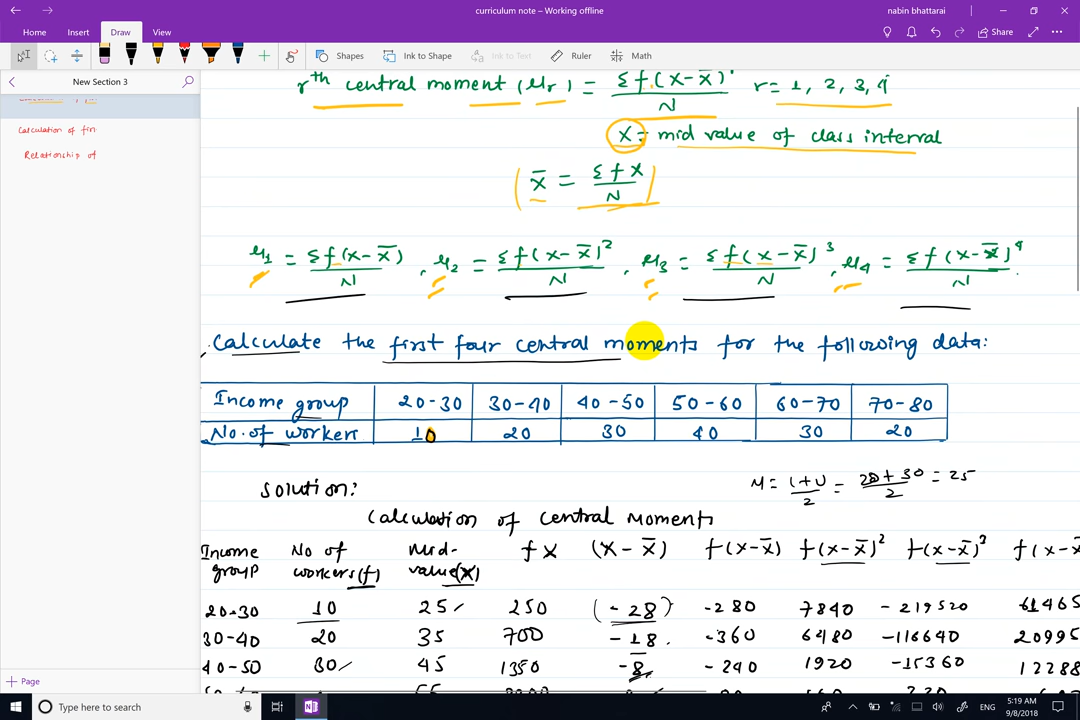 curriculum note – Working offline
nabin bhattarai
Home Insert Draw View
Share
Shapes Ink to Shape Ink to Text Ruler Math
New Section 3
Calculation of fin
Relationship of
rth central moment (μr) = Σf(x-x̄)r / N r = 1, 2, 3, 4
x = mid value of class interval
x̄ = Σfx / N
μ1 = Σf(x-x̄) / N , μ2 = Σf(x-x̄)² / N , μ3 = Σf(x-x̄)³ / N , μ4 = Σf(x-x̄)⁴ / N
Calculate the first four central moments for the following data:
Income group 20-30 30-40 40-50 50-60 60-70 70-80
No. of workers 10 20 30 40 30 20
Solution:
M = l+u / 2 = 20+30 / 2 = 25
Calculation of Central Moments
Income group No of workers(f) Mid-value(x) fx (x-x̄) f(x-x̄) f(x-x̄)² f(x-x̄)³ f(x-x̄
20-30 10 25 250 (-28) -280 7840 -219520 61465
30-40 20 35 700 -18 -360 6480 -116640 20995
40-50 30 45 1350 -8 -240 1920 -15360 12288
+ Page
Type here to search
ENG
5:19 AM
9/8/2018